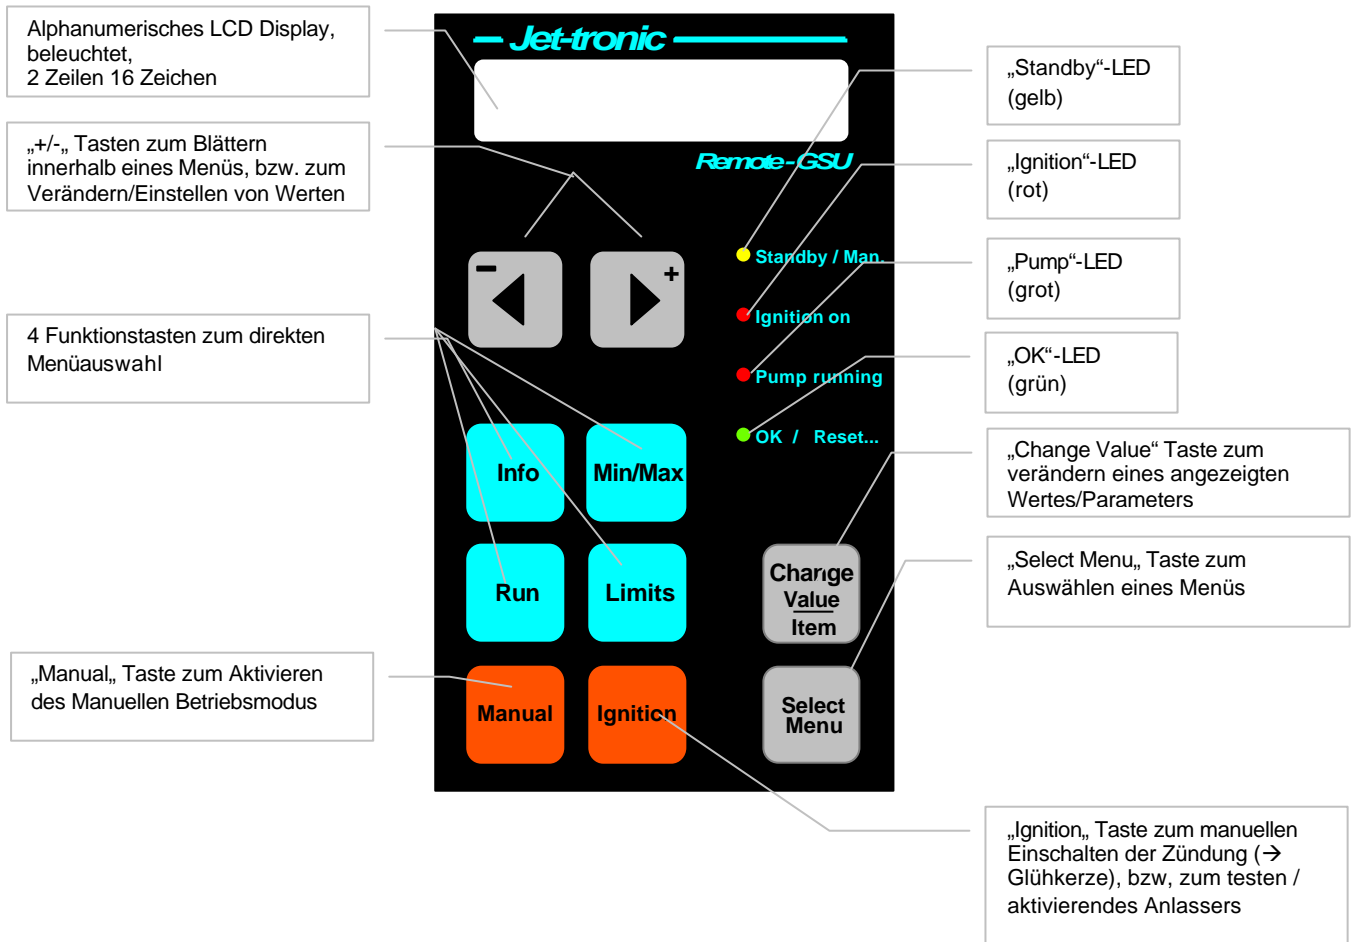 Alphanumerisches LCD Display,
beleuchtet,
2 Zeilen 16 Zeichen
„+/-„ Tasten zum Blättern
innerhalb eines Menüs, bzw. zum
Verändern/Einstellen von Werten
4 Funktionstasten zum direkten
Menüauswahl
„Manual„ Taste zum Aktivieren
des Manuellen Betriebsmodus
Jet-tronic
Remote-GSU
- +
Standby / Man.
Ignition on
Pump running
OK / Reset...
Info
Min/Max
Run
Limits
Change
Value
Item
Manual
Ignition
Select
Menu
„Standby“-LED
(gelb)
„Ignition“-LED
(rot)
„Pump“-LED
(grot)
„OK“-LED
(grün)
„Change Value“ Taste zum
verändern eines angezeigten
Wertes/Parameters
„Select Menu„ Taste zum
Auswählen eines Menüs
„Ignition„ Taste zum manuellen
Einschalten der Zündung (→
Glühkerze), bzw, zum testen /
aktivierendes Anlassers